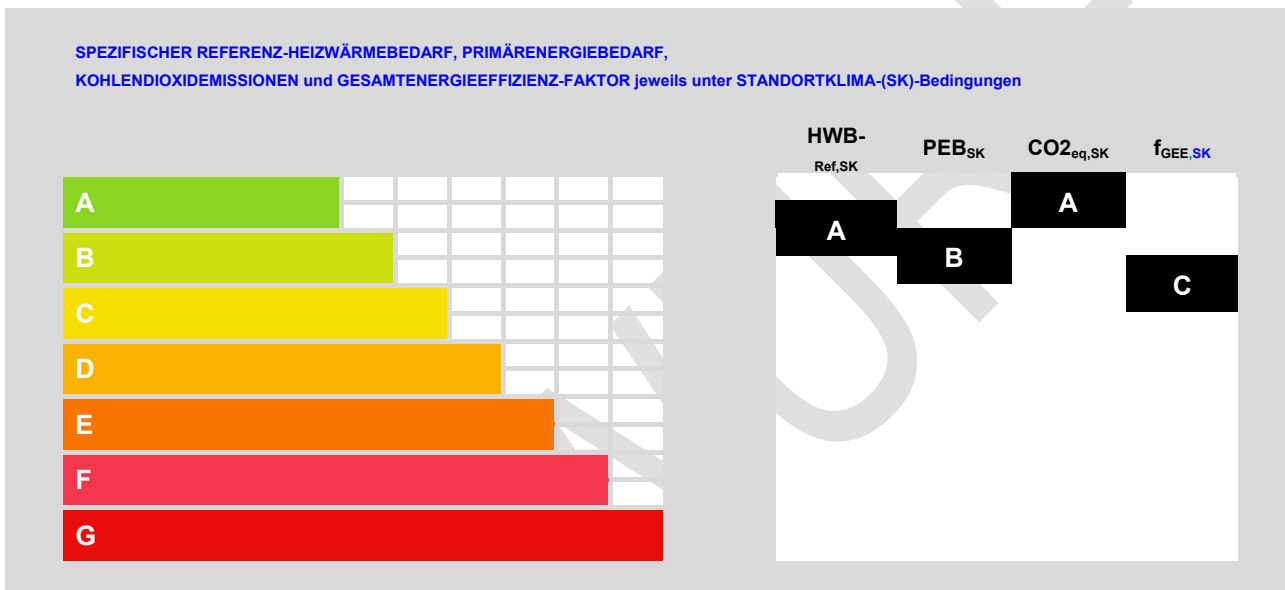 SPEZIFISCHER REFERENZ-HEIZWÄRMEBEDARF, PRIMÄRENERGIEBEDARF,
KOHLENDIOXIDEMISSIONEN und GESAMTENERGIEEFFIZIENZ-FAKTOR jeweils unter STANDORTKLIMA-(SK)-Bedingungen
HWB-
Ref,SK
PEBSK
CO2eq,SK
fGEE,SK
A
B
C
D
E
F
G
A
B
A
C